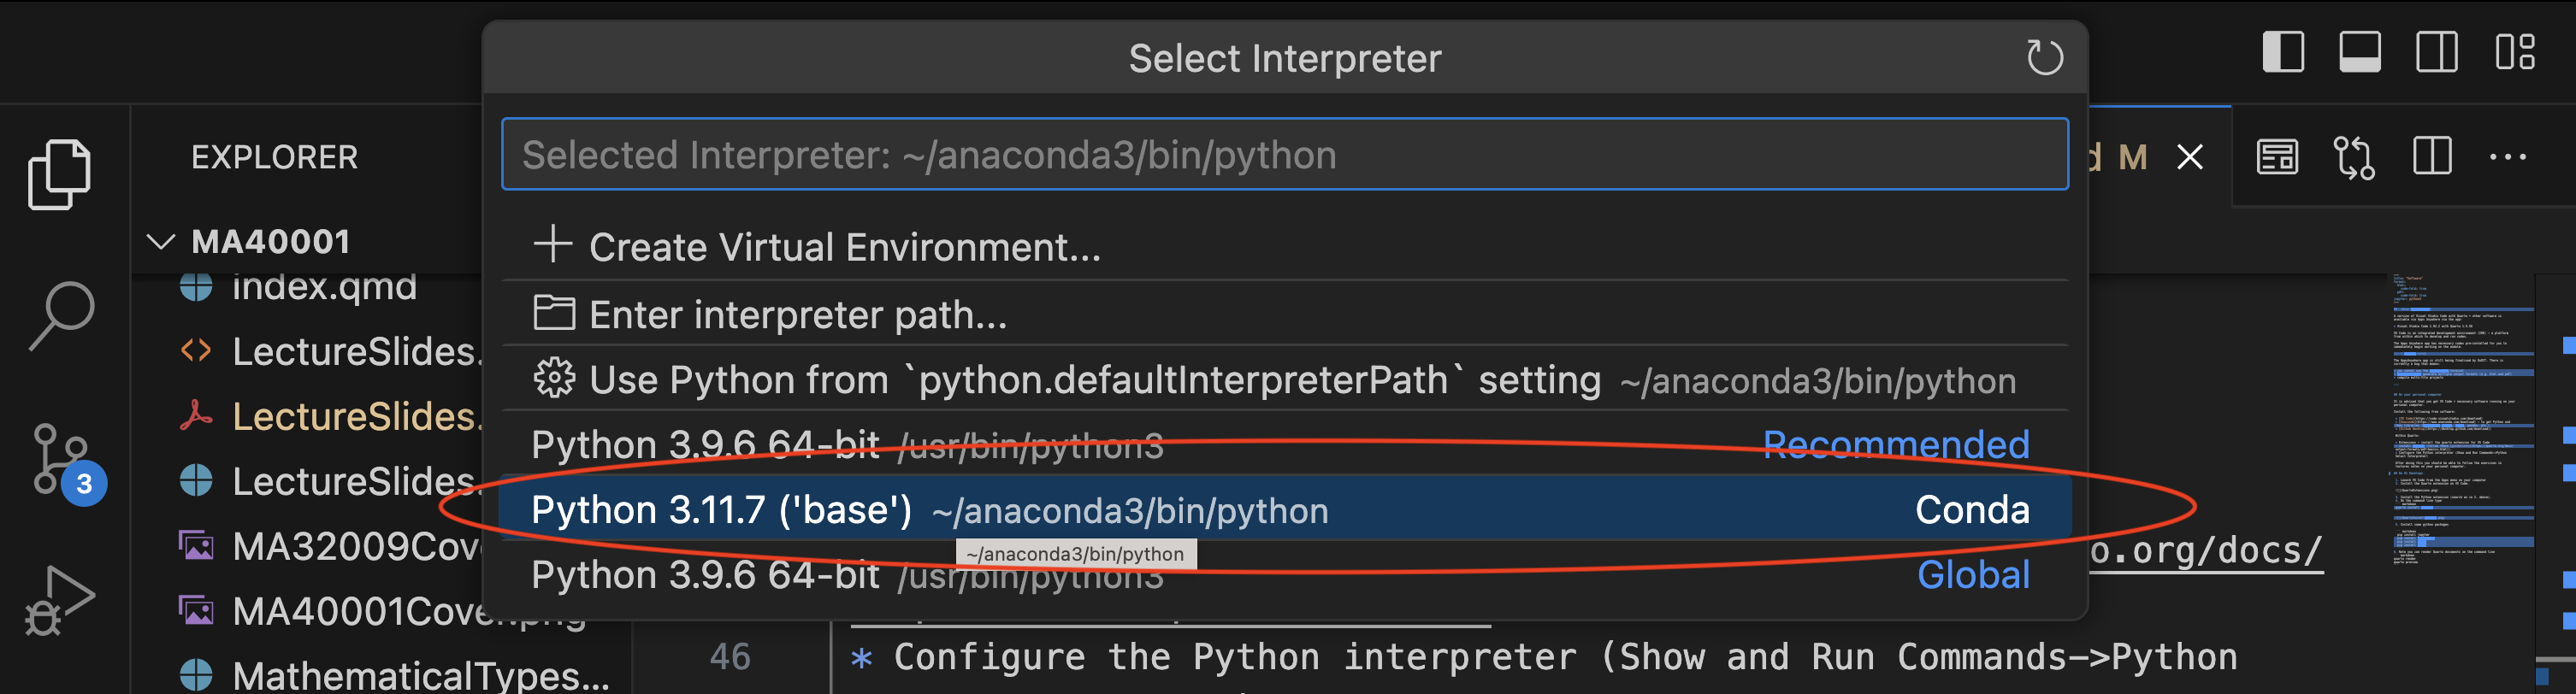 Select Interpreter
Selected Interpreter: ~/anaconda3/bin/python
Create Virtual Environment...
Enter interpreter path...
Use Python from `python.defaultInterpreterPath` setting ~/anaconda3/bin/python
Python 3.9.6 64-bit /usr/bin/python3 Recommended
Python 3.11.7 ('base') ~/anaconda3/bin/python Conda
~/anaconda3/bin/python
Python 3.9.6 64-bit /usr/bin/python3 Global
EXPLORER
MA40001
index.qmd
LectureSlides.
LectureSlides.
LectureSlides.
MA32009Cov
MA40001Cover.png
MathematicalTypes...
3
M
o.org/docs/
46 * Configure the Python interpreter (Show and Run Commands->Python